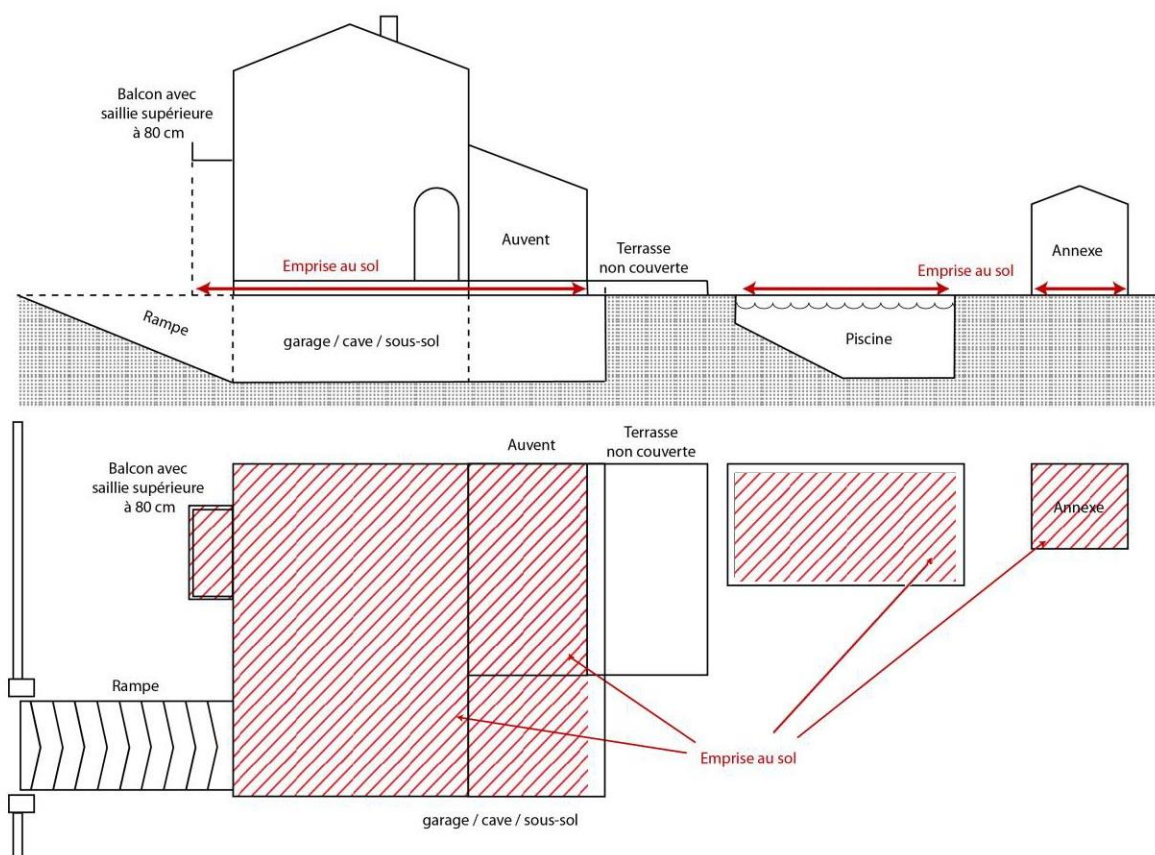 Balcon avec
saillie supérieure
à 80 cm
Auvent
Terrasse
non couverte
Annexe
Emprise au sol
Emprise au sol
Rampe
garage / cave / sous-sol
Piscine
Auvent
Terrasse
non couverte
Balcon avec
saillie supérieure
à 80 cm
Annexe
Rampe
Emprise au sol
garage / cave / sous-sol